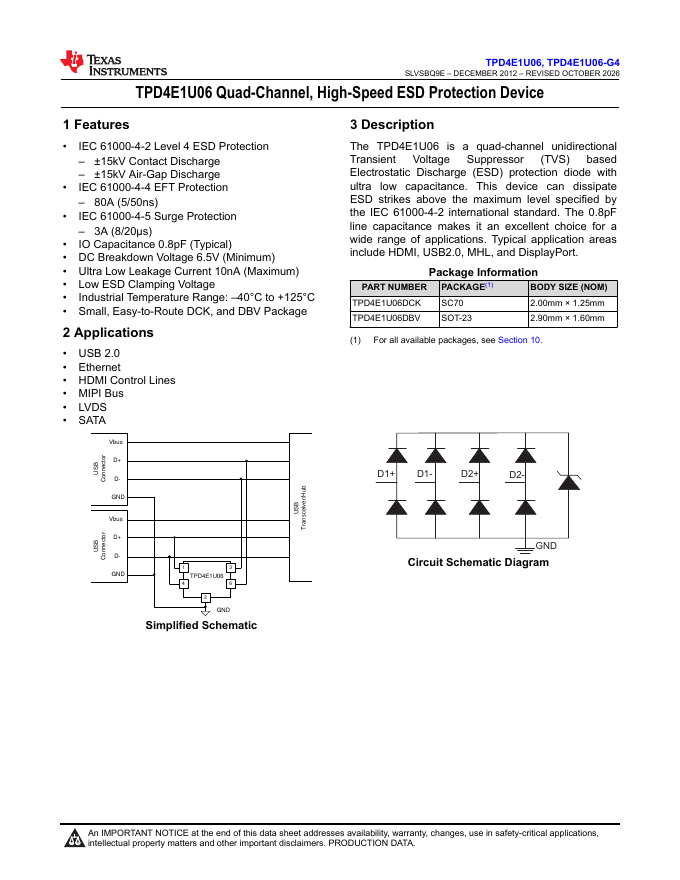 TEXAS
INSTRUMENTS
TPD4E1U06, TPD4E1U06-G4
SLVSBQ9E – DECEMBER 2012 – REVISED OCTOBER 2026
TPD4E1U06 Quad-Channel, High-Speed ESD Protection Device
1 Features
• IEC 61000-4-2 Level 4 ESD Protection
– ±15kV Contact Discharge
– ±15kV Air-Gap Discharge
• IEC 61000-4-4 EFT Protection
– 80A (5/50ns)
• IEC 61000-4-5 Surge Protection
– 3A (8/20μs)
• IO Capacitance 0.8pF (Typical)
• DC Breakdown Voltage 6.5V (Minimum)
• Ultra Low Leakage Current 10nA (Maximum)
• Low ESD Clamping Voltage
• Industrial Temperature Range: –40°C to +125°C
• Small, Easy-to-Route DCK, and DBV Package
2 Applications
• USB 2.0
• Ethernet
• HDMI Control Lines
• MIPI Bus
• LVDS
• SATA
3 Description
The TPD4E1U06 is a quad-channel unidirectional
Transient Voltage Suppressor (TVS) based
Electrostatic Discharge (ESD) protection diode with
ultra low capacitance. This device can dissipate
ESD strikes above the maximum level specified by
the IEC 61000-4-2 international standard. The 0.8pF
line capacitance makes it an excellent choice for a
wide range of applications. Typical application areas
include HDMI, USB2.0, MHL, and DisplayPort.
Package Information
PART NUMBER PACKAGE(1) BODY SIZE (NOM)
TPD4E1U06DCK SC70 2.00mm × 1.25mm
TPD4E1U06DBV SOT-23 2.90mm × 1.60mm
(1) For all available packages, see Section 10.
USB
Connector
Vbus
D+
D-
GND
USB
Connector
Vbus
D+
D-
GND
USB
Transceiver/Hub
1
3
TPD4E1U06
4
6
2
GND
Simplified Schematic
D1+ D1- D2+ D2-
GND
Circuit Schematic Diagram
An IMPORTANT NOTICE at the end of this data sheet addresses availability, warranty, changes, use in safety-critical applications,
intellectual property matters and other important disclaimers. PRODUCTION DATA.